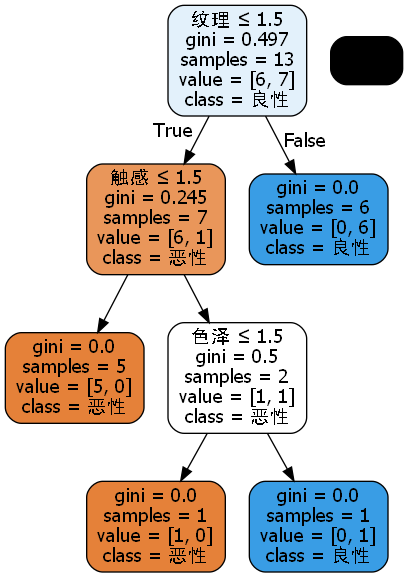 纹理 ≤ 1.5
gini = 0.497
samples = 13
value = [6, 7]
class = 良性
True
False
触感 ≤ 1.5
gini = 0.245
samples = 7
value = [6, 1]
class = 恶性
gini = 0.0
samples = 6
value = [0, 6]
class = 良性
gini = 0.0
samples = 5
value = [5, 0]
class = 恶性
色泽 ≤ 1.5
gini = 0.5
samples = 2
value = [1, 1]
class = 恶性
gini = 0.0
samples = 1
value = [1, 0]
class = 恶性
gini = 0.0
samples = 1
value = [0, 1]
class = 良性